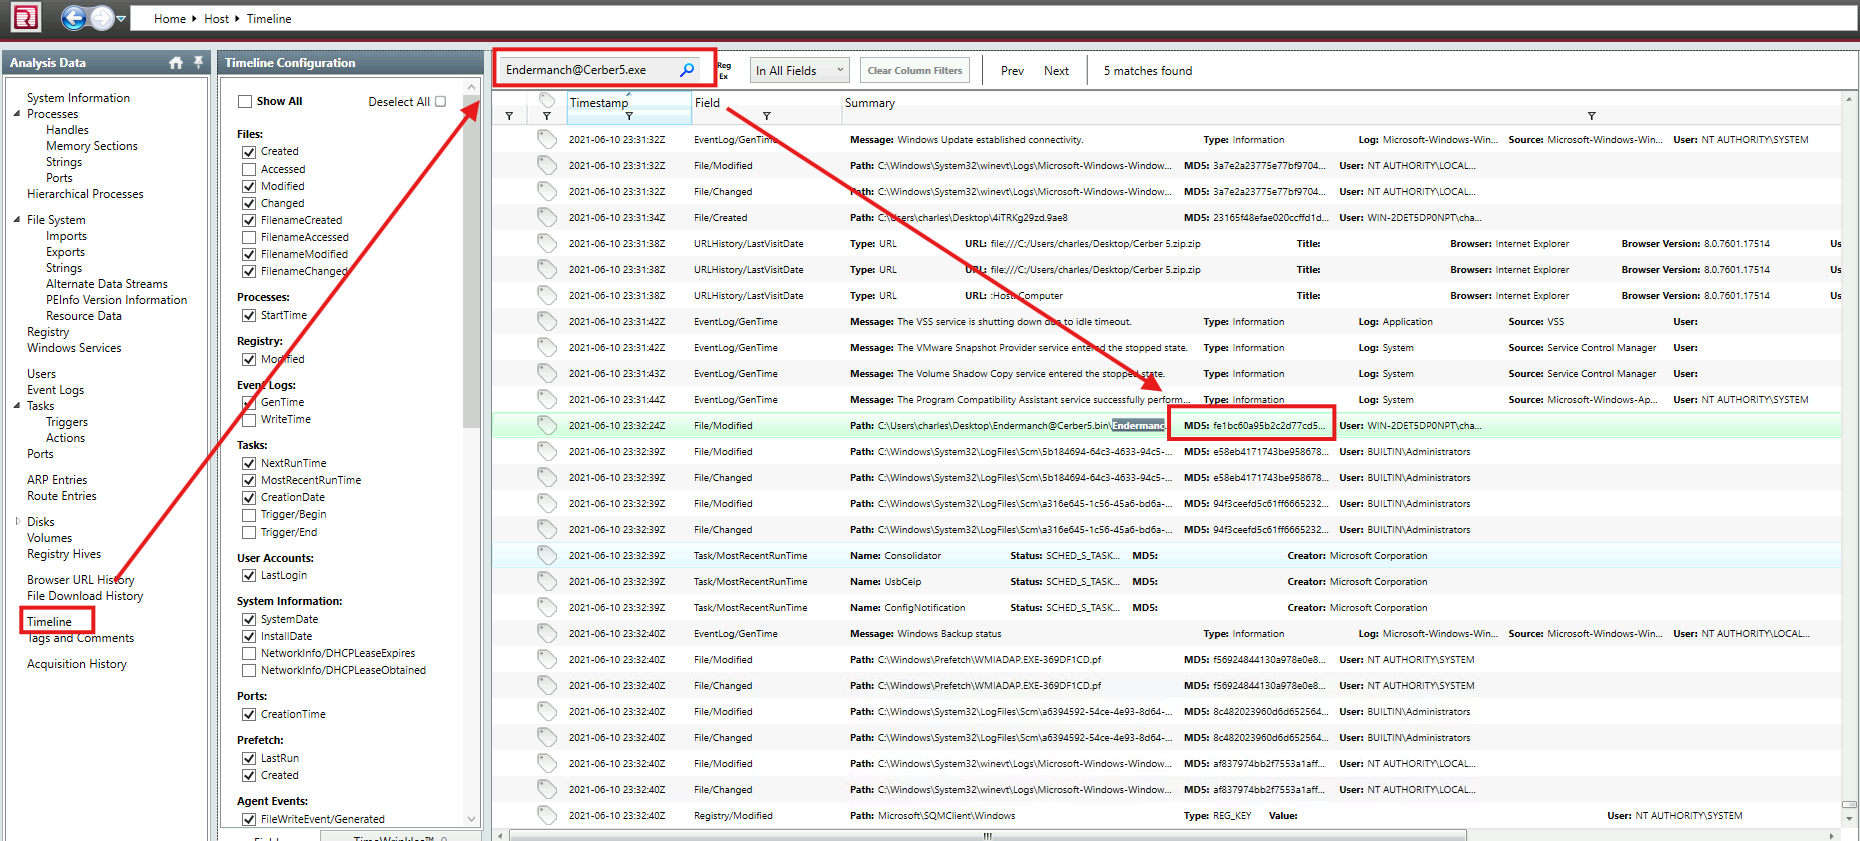 Home ▸ Host ▸ Timeline
Analysis Data
System Information
Processes
Handles
Memory Sections
Strings
Ports
Hierarchical Processes
File System
Imports
Exports
Strings
Alternate Data Streams
PEInfo Version Information
Resource Data
Registry
Windows Services
Users
Event Logs
Tasks
Triggers
Actions
Ports
ARP Entries
Route Entries
Disks
Volumes
Registry Hives
Browser URL History
File Download History
Timeline
Tags and Comments
Acquisition History
Timeline Configuration
Show All Deselect All
Files:
Created
Accessed
Modified
Changed
FilenameCreated
FilenameAccessed
FilenameModified
FilenameChanged
Processes:
StartTime
Registry:
Modified
Event Logs:
GenTime
WriteTime
Tasks:
NextRunTime
MostRecentRunTime
CreationDate
Trigger/Begin
Trigger/End
User Accounts:
LastLogin
System Information:
SystemDate
InstallDate
NetworkInfo/DHCPLeaseExpires
NetworkInfo/DHCPLeaseObtained
Ports:
CreationTime
Prefetch:
LastRun
Created
Agent Events:
FileWriteEvent/Generated
Endermanch@Cerber5.exe Reg Ex In All Fields Clear Column Filters Prev Next 5 matches found
Timestamp Field Summary
2021-06-10 23:31:32Z EventLog/GenTime Message: Windows Update established connectivity. Type: Information Log: Microsoft-Windows-Win... Source: Microsoft-Windows-Win... User: NT AUTHORITY\SYSTEM
2021-06-10 23:31:32Z File/Modified Path: C:\Windows\System32\winevt\Logs\Microsoft-Windows-Window... MD5: 3a7e2a23775e77bf9704... User: NT AUTHORITY\LOCAL...
2021-06-10 23:31:32Z File/Changed Path: C:\Windows\System32\winevt\Logs\Microsoft-Windows-Window... MD5: 3a7e2a23775e77bf9704... User: NT AUTHORITY\LOCAL...
2021-06-10 23:31:34Z File/Created Path: C:\Users\charles\Desktop\4iTRKg29zd.9ae8 MD5: 23165f48efae020ccffd1d... User: WIN-2DET5DP0NPT\cha...
2021-06-10 23:31:38Z URLHistory/LastVisitDate Type: URL URL: file:///C:/Users/charles/Desktop/Cerber 5.zip.zip Title: Browser: Internet Explorer Browser Version: 8.0.7601.17514 Us
2021-06-10 23:31:38Z URLHistory/LastVisitDate Type: URL URL: file:///C:/Users/charles/Desktop/Cerber 5.zip.zip Title: Browser: Internet Explorer Browser Version: 8.0.7601.17514 Us
2021-06-10 23:31:38Z URLHistory/LastVisitDate Type: URL URL: :Host: Computer Title: Browser: Internet Explorer Browser Version: 8.0.7601.17514 Us
2021-06-10 23:31:42Z EventLog/GenTime Message: The VSS service is shutting down due to idle timeout. Type: Information Log: Application Source: VSS User:
2021-06-10 23:31:42Z EventLog/GenTime Message: The VMware Snapshot Provider service entered the stopped state. Type: Information Log: System Source: Service Control Manager User:
2021-06-10 23:31:43Z EventLog/GenTime Message: The Volume Shadow Copy service entered the stopped state. Type: Information Log: System Source: Service Control Manager User:
2021-06-10 23:31:44Z EventLog/GenTime Message: The Program Compatibility Assistant service successfully perform... Type: Information Log: System Source: Microsoft-Windows-Ap... User: NT AUTHORITY\SYSTEM
2021-06-10 23:32:24Z File/Modified Path: C:\Users\charles\Desktop\Endermanch@Cerber5.bin\Endermanc MD5: fe1bc60a95b2c2d77cd5... User: WIN-2DET5DP0NPT\cha...
2021-06-10 23:32:39Z File/Modified Path: C:\Windows\System32\LogFiles\Scm\5b184694-64c3-4633-94c5-... MD5: e58eb4171743be958678... User: BUILTIN\Administrators
2021-06-10 23:32:39Z File/Changed Path: C:\Windows\System32\LogFiles\Scm\5b184694-64c3-4633-94c5-... MD5: e58eb4171743be958678... User: BUILTIN\Administrators
2021-06-10 23:32:39Z File/Modified Path: C:\Windows\System32\LogFiles\Scm\a316e645-1c56-45a6-bd6a-... MD5: 94f3ceefd5c61ff6665232... User: BUILTIN\Administrators
2021-06-10 23:32:39Z File/Changed Path: C:\Windows\System32\LogFiles\Scm\a316e645-1c56-45a6-bd6a-... MD5: 94f3ceefd5c61ff6665232... User: BUILTIN\Administrators
2021-06-10 23:32:39Z Task/MostRecentRunTime Name: Consolidator Status: SCHED_S_TASK... MD5: Creator: Microsoft Corporation
2021-06-10 23:32:39Z Task/MostRecentRunTime Name: UsbCeip Status: SCHED_S_TASK... MD5: Creator: Microsoft Corporation
2021-06-10 23:32:39Z Task/MostRecentRunTime Name: ConfigNotification Status: SCHED_S_TASK... MD5: Creator: Microsoft Corporation
2021-06-10 23:32:40Z EventLog/GenTime Message: Windows Backup status Type: Information Log: Microsoft-Windows-Win... Source: Microsoft-Windows-Win... User: NT AUTHORITY\LOCAL...
2021-06-10 23:32:40Z File/Modified Path: C:\Windows\Prefetch\WMIADAP.EXE-369DF1CD.pf MD5: f56924844130a978e0e8... User: NT AUTHORITY\SYSTEM
2021-06-10 23:32:40Z File/Changed Path: C:\Windows\Prefetch\WMIADAP.EXE-369DF1CD.pf MD5: f56924844130a978e0e8... User: NT AUTHORITY\SYSTEM
2021-06-10 23:32:40Z File/Modified Path: C:\Windows\System32\LogFiles\Scm\a6394592-54ce-4e93-8d64-... MD5: 8c482023960d6d652564... User: BUILTIN\Administrators
2021-06-10 23:32:40Z File/Changed Path: C:\Windows\System32\LogFiles\Scm\a6394592-54ce-4e93-8d64-... MD5: 8c482023960d6d652564... User: BUILTIN\Administrators
2021-06-10 23:32:40Z File/Modified Path: C:\Windows\System32\winevt\Logs\Microsoft-Windows-Window... MD5: af837974bb2f7553a1aff... User: NT AUTHORITY\LOCAL...
2021-06-10 23:32:40Z File/Changed Path: C:\Windows\System32\winevt\Logs\Microsoft-Windows-Window... MD5: af837974bb2f7553a1aff... User: NT AUTHORITY\LOCAL...
2021-06-10 23:32:40Z Registry/Modified Path: Microsoft\SQMClient\Windows Type: REG_KEY Value: User: NT AUTHORITY\SYSTEM